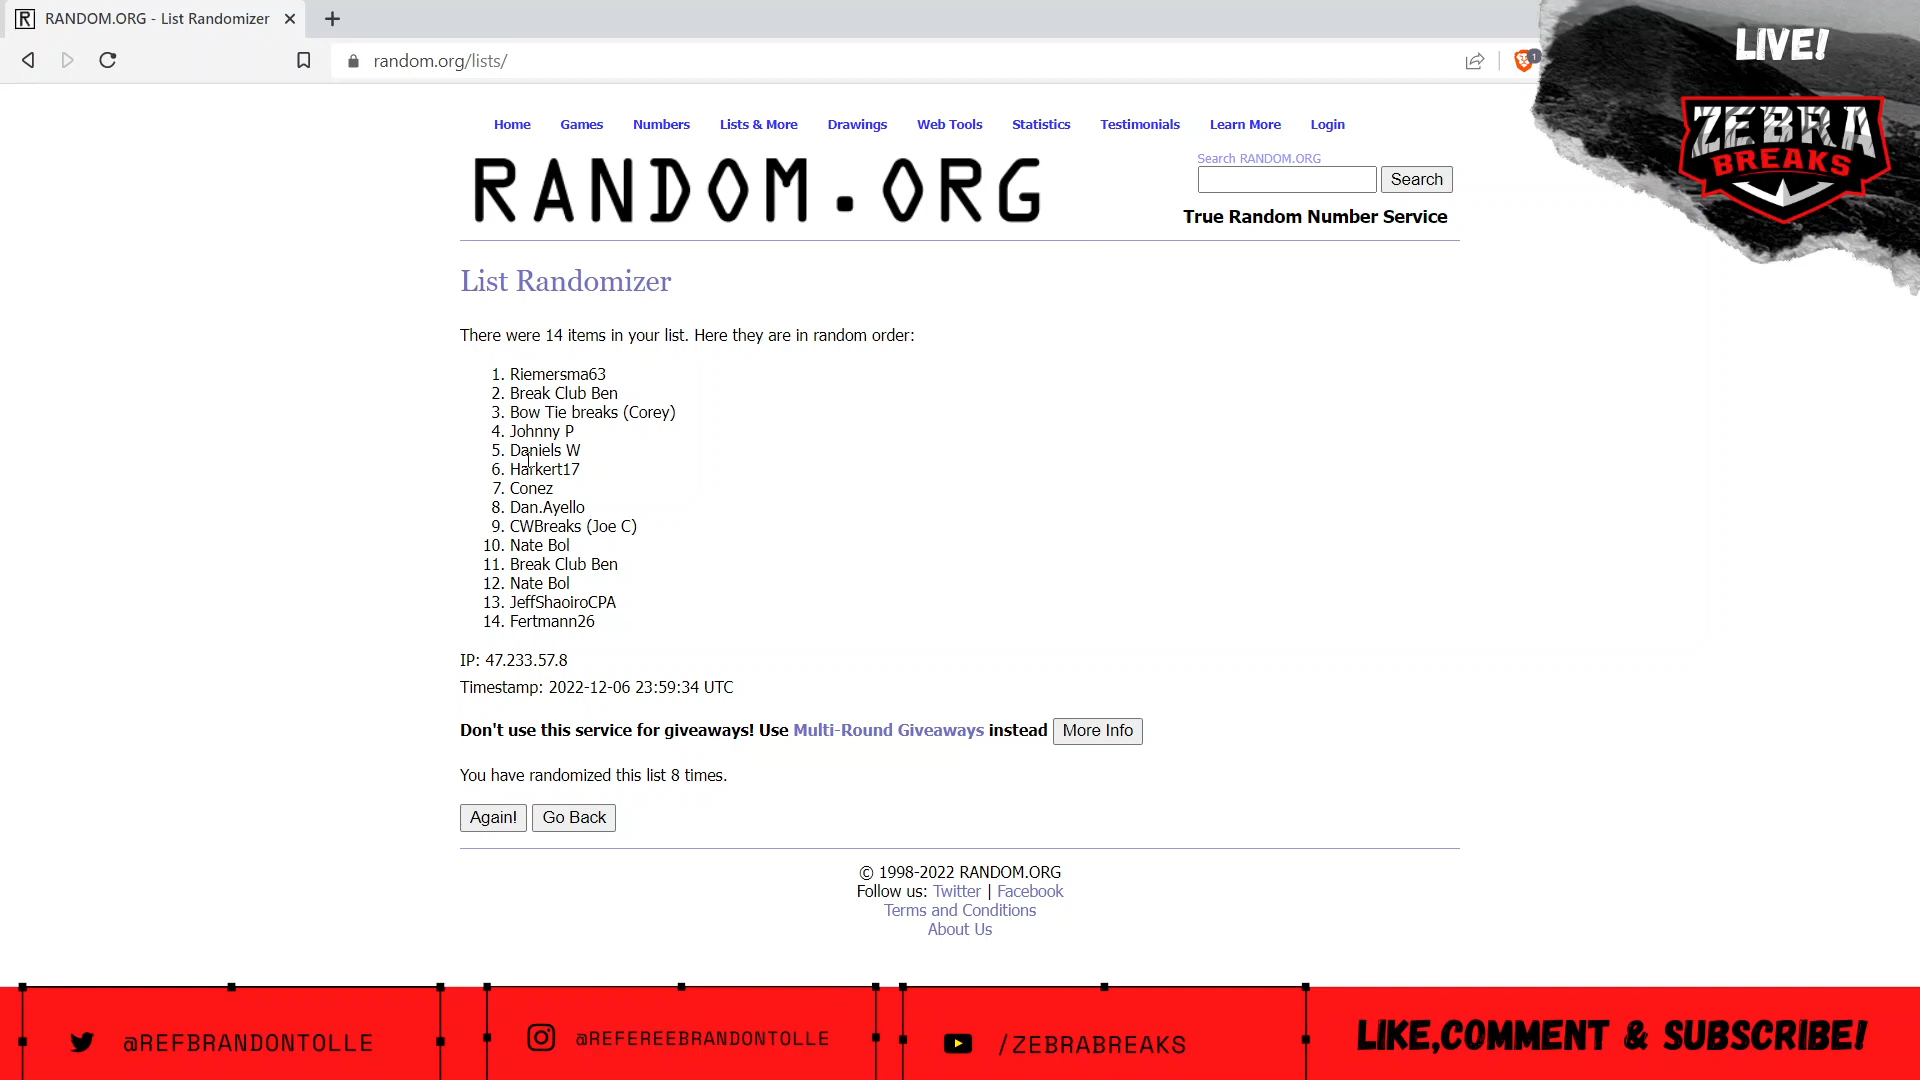 RANDOM.ORG - List Randomizer
random.org/lists/
1
LIVE!
ZEBRA
BREAKS
Home Games Numbers Lists & More Drawings Web Tools Statistics Testimonials Learn More Login
RANDOM.ORG
Search RANDOM.ORG
Search
True Random Number Service
List Randomizer
There were 14 items in your list. Here they are in random order:
1. Riemersma63
2. Break Club Ben
3. Bow Tie breaks (Corey)
4. Johnny P
5. Daniels W
6. Harkert17
7. Conez
8. Dan.Ayello
9. CWBreaks (Joe C)
10. Nate Bol
11. Break Club Ben
12. Nate Bol
13. JeffShaoiroCPA
14. Fertmann26
IP: 47.233.57.8
Timestamp: 2022-12-06 23:59:34 UTC
Don't use this service for giveaways! Use Multi-Round Giveaways instead More Info
You have randomized this list 8 times.
Again! Go Back
© 1998-2022 RANDOM.ORG
Follow us: Twitter | Facebook
Terms and Conditions
About Us
@REFBRANDONTOLLE
@REFEREEBRANDONTOLLE
/ZEBRABREAKS
LIKE,COMMENT & SUBSCRIBE!